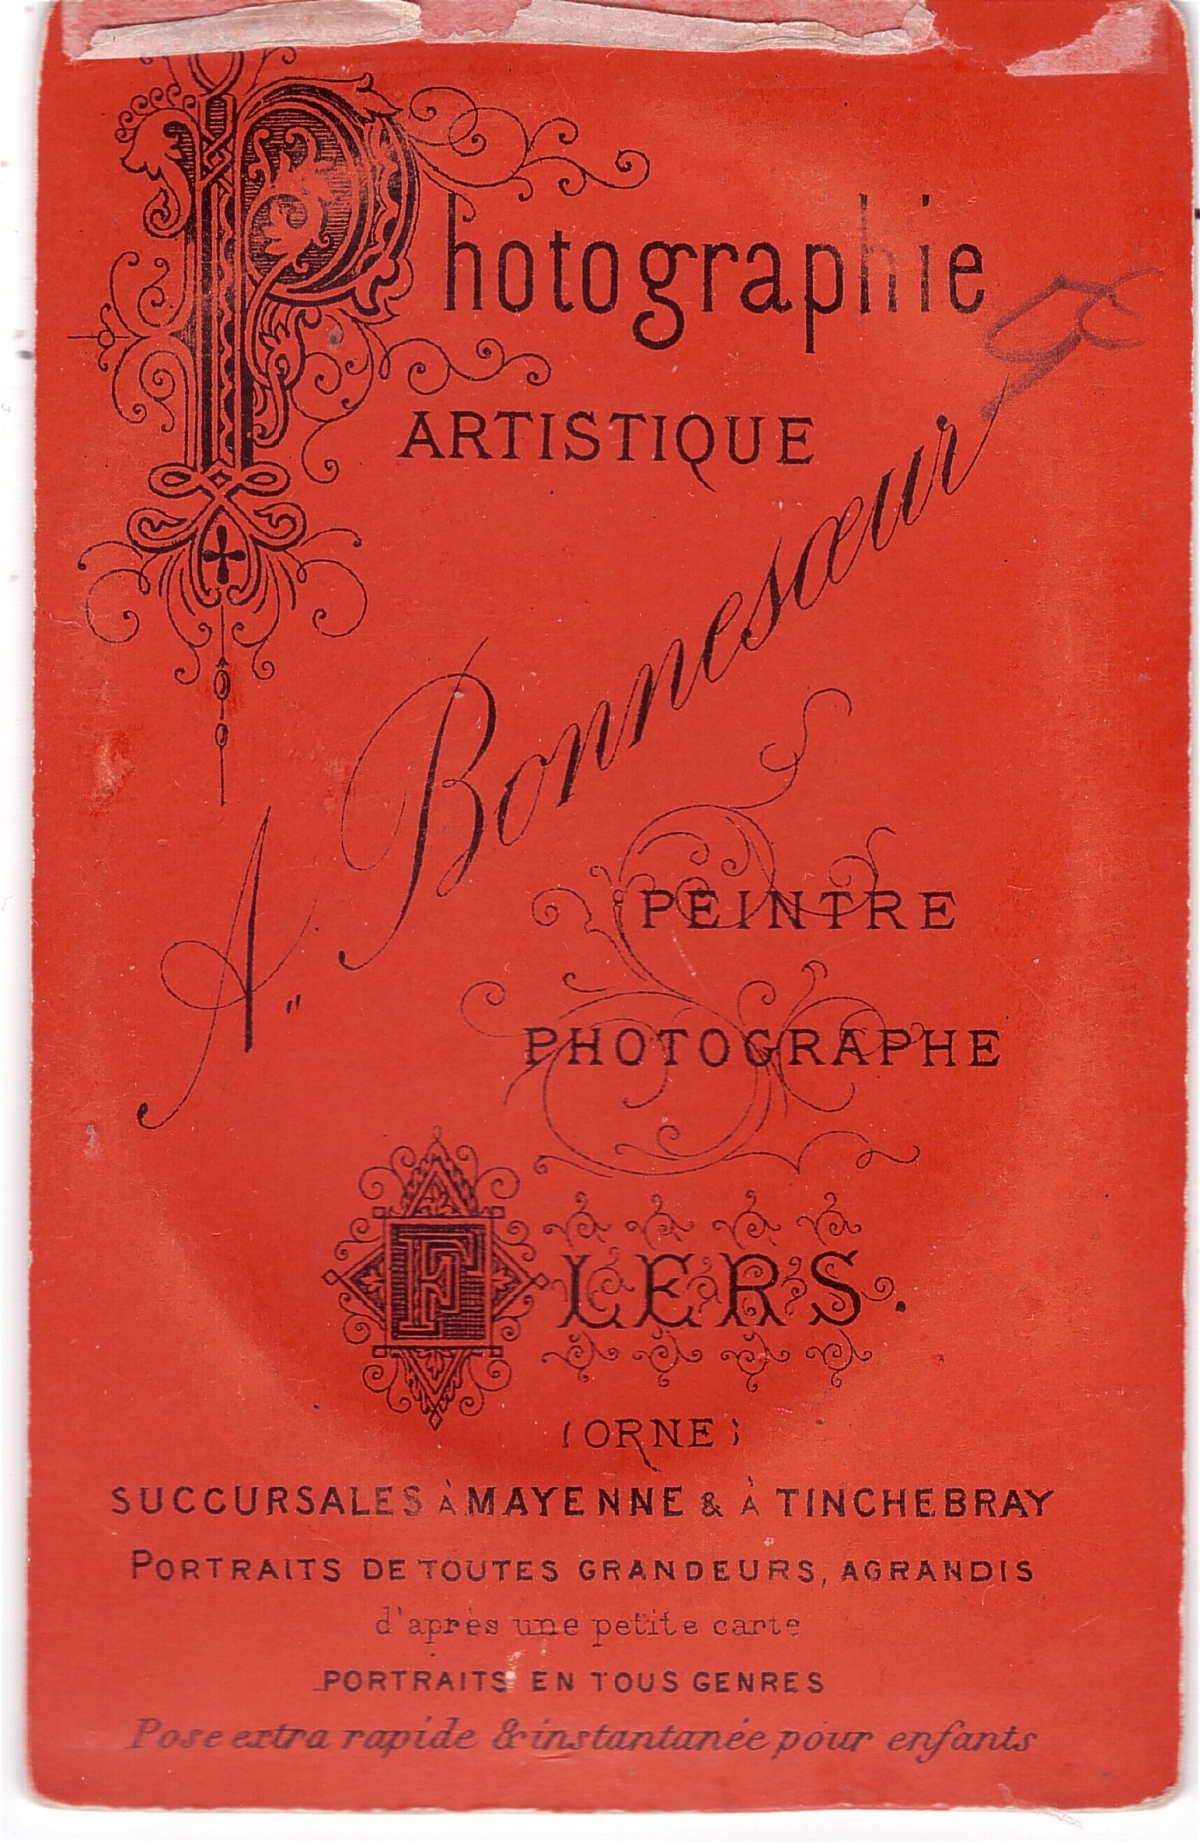 Photographie
ARTISTIQUE
A. Bonnesœur
PEINTRE
PHOTOGRAPHE
FLERS.
(ORNE)
SUCCURSALES À MAYENNE & À TINCHEBRAY
PORTRAITS DE TOUTES GRANDEURS, AGRANDIS
d'après une petite carte
PORTRAITS EN TOUS GENRES
Pose extra rapide & instantanée pour enfants